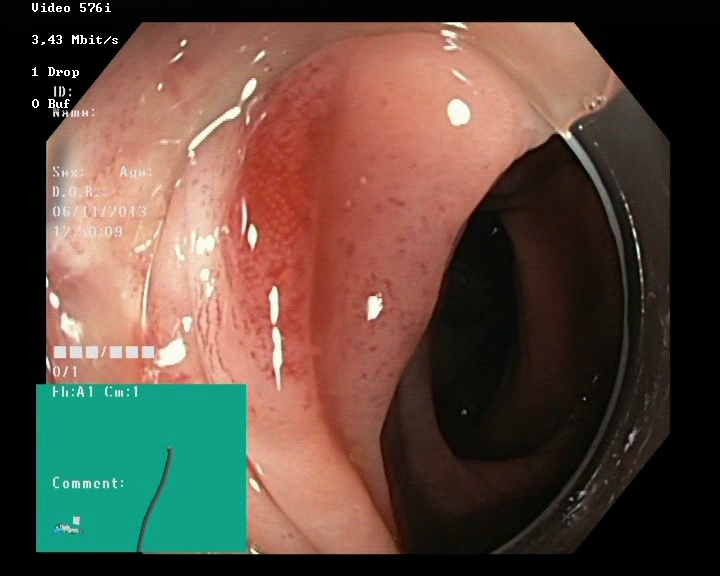 Video 576i
3,43 Mbit/s
1 Drop
ID:
0 Buf
Name:
Sex: Age:
D.O.B.:
06/11/2013
12:50:09
0/1
Eh:A1 Cm:1
Comment: